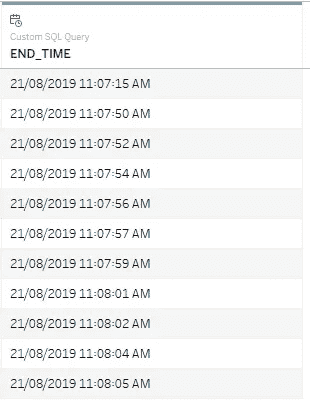 Custom SQL Query
END_TIME
21/08/2019 11:07:15 AM
21/08/2019 11:07:50 AM
21/08/2019 11:07:52 AM
21/08/2019 11:07:54 AM
21/08/2019 11:07:56 AM
21/08/2019 11:07:57 AM
21/08/2019 11:07:59 AM
21/08/2019 11:08:01 AM
21/08/2019 11:08:02 AM
21/08/2019 11:08:04 AM
21/08/2019 11:08:05 AM